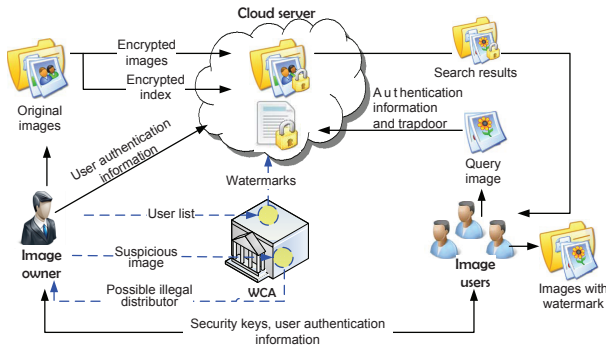 Cloud server
Encrypted
images
Encrypted
index
Search results
Original
images
Authentication
information
and trapdoor
User authentication
information
Query
image
Watermarks
User list
Suspicious
image
Image
owner
Possible illegal
distributor
WCA
Image
users
Images with
watermark
Security keys, user authentication
information